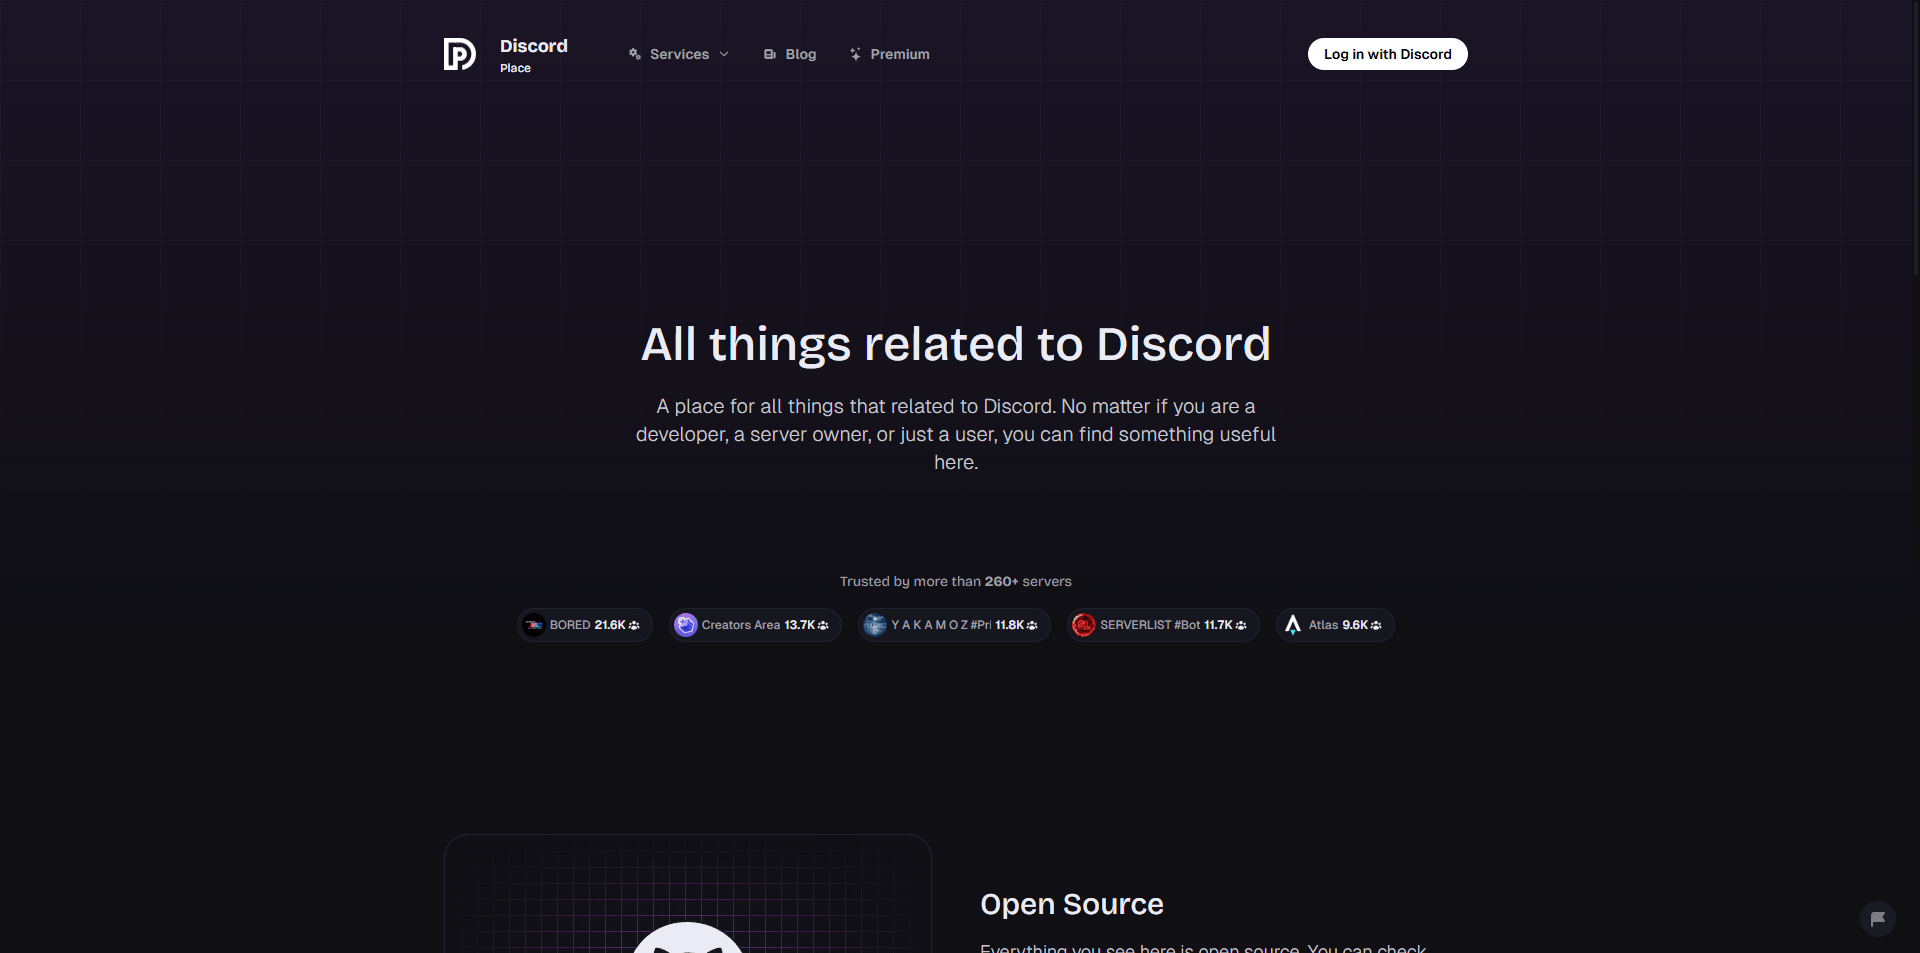 Discord
Place
Services
Blog
Premium
Log in with Discord
All things related to Discord
A place for all things that related to Discord. No matter if you are a
developer, a server owner, or just a user, you can find something useful
here.
Trusted by more than 260+ servers
BORED 21.6K
Creators Area 13.7K
Y A K A M O Z #Pri 11.8K
SERVERLIST #Bot 11.7K
Atlas 9.6K
Open Source
Everything you see here is open source. You can check